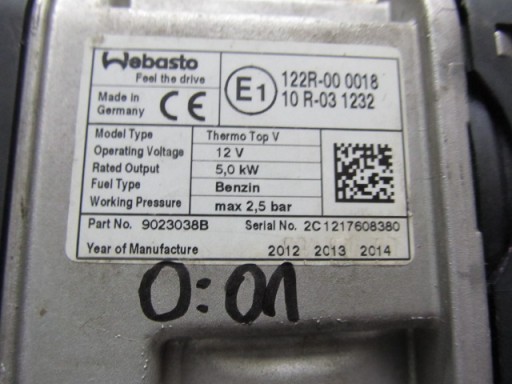 Webasto
Feel the drive
Made in
Germany
CE
E1
122R-00 0018
10 R-03 1232
Model Type Thermo Top V
Operating Voltage 12 V
Rated Output 5,0 kW
Fuel Type Benzin
Working Pressure max 2,5 bar
Part No. 9023038B Serial No. 2C1217608380
Year of Manufacture 2012 2013 2014
0:01